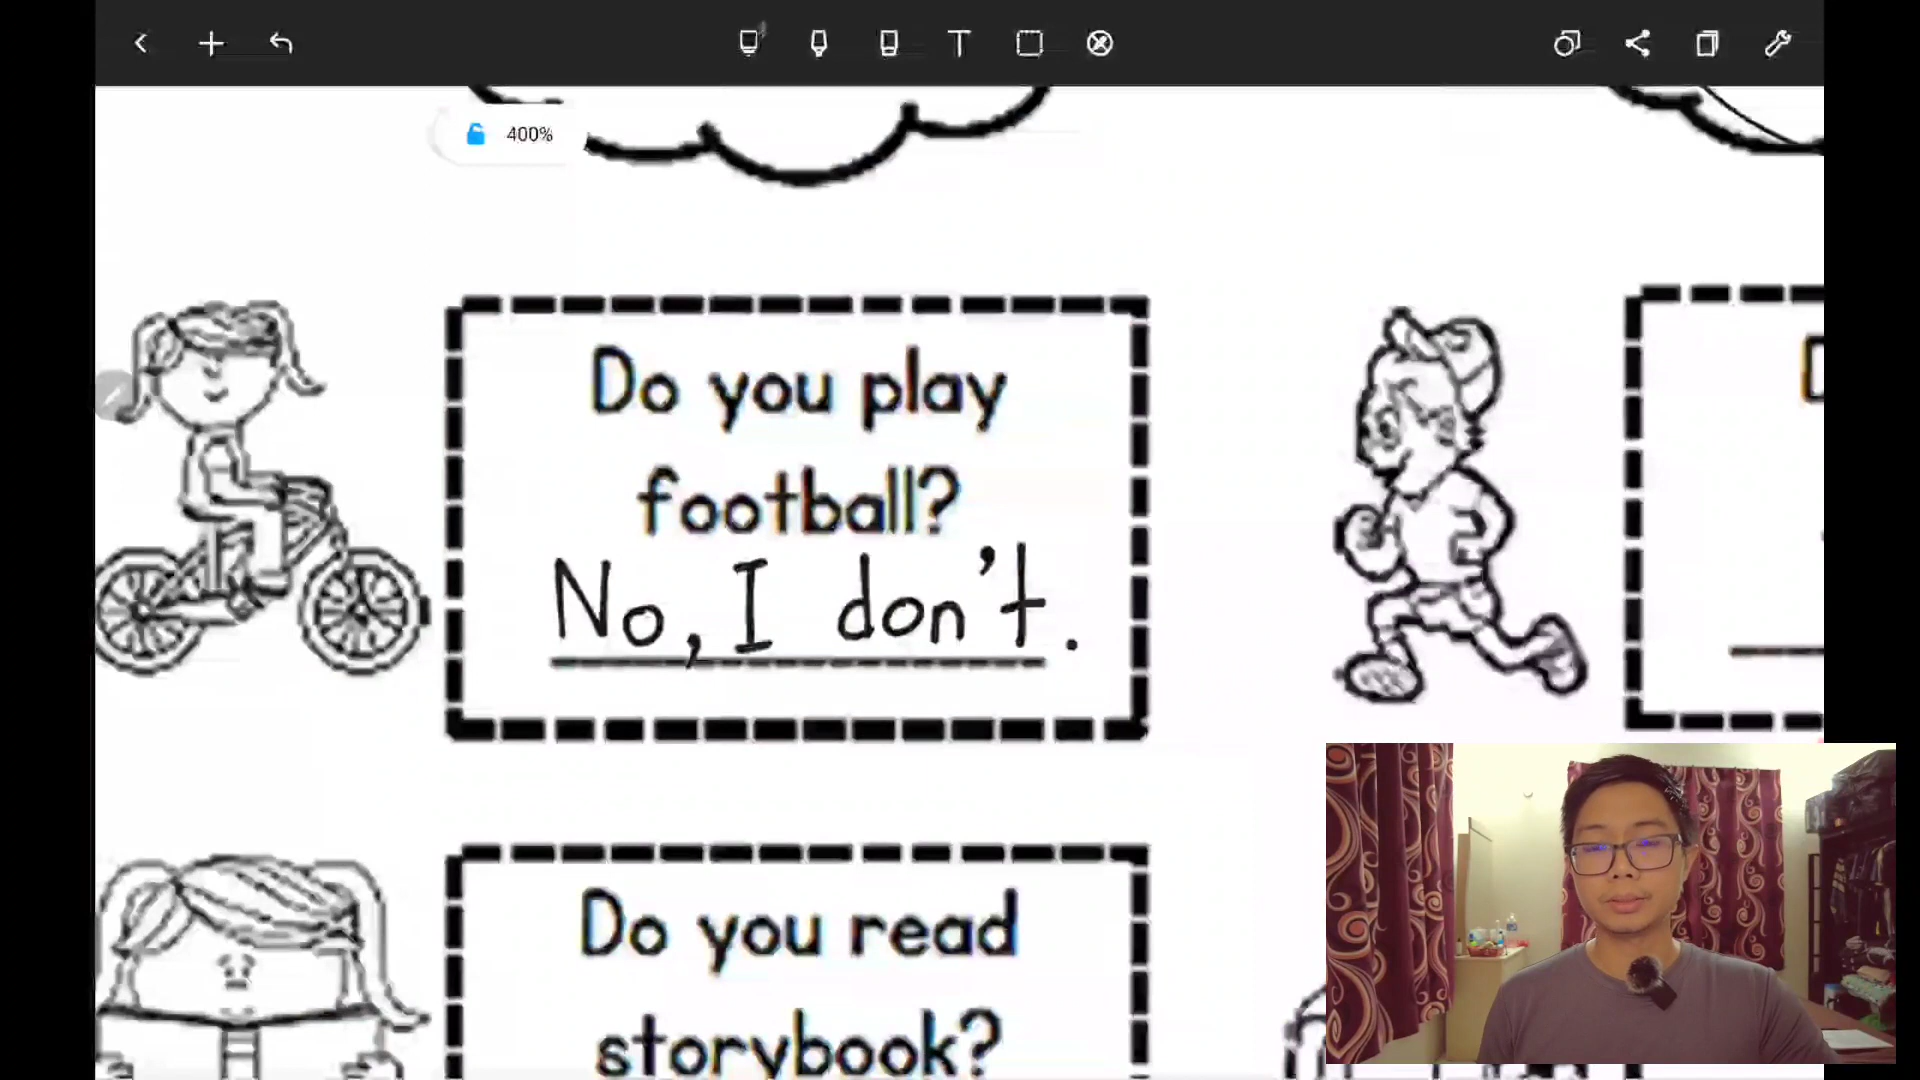 400%
Do you play
football?
No, I don't.
Do you read
storybook?